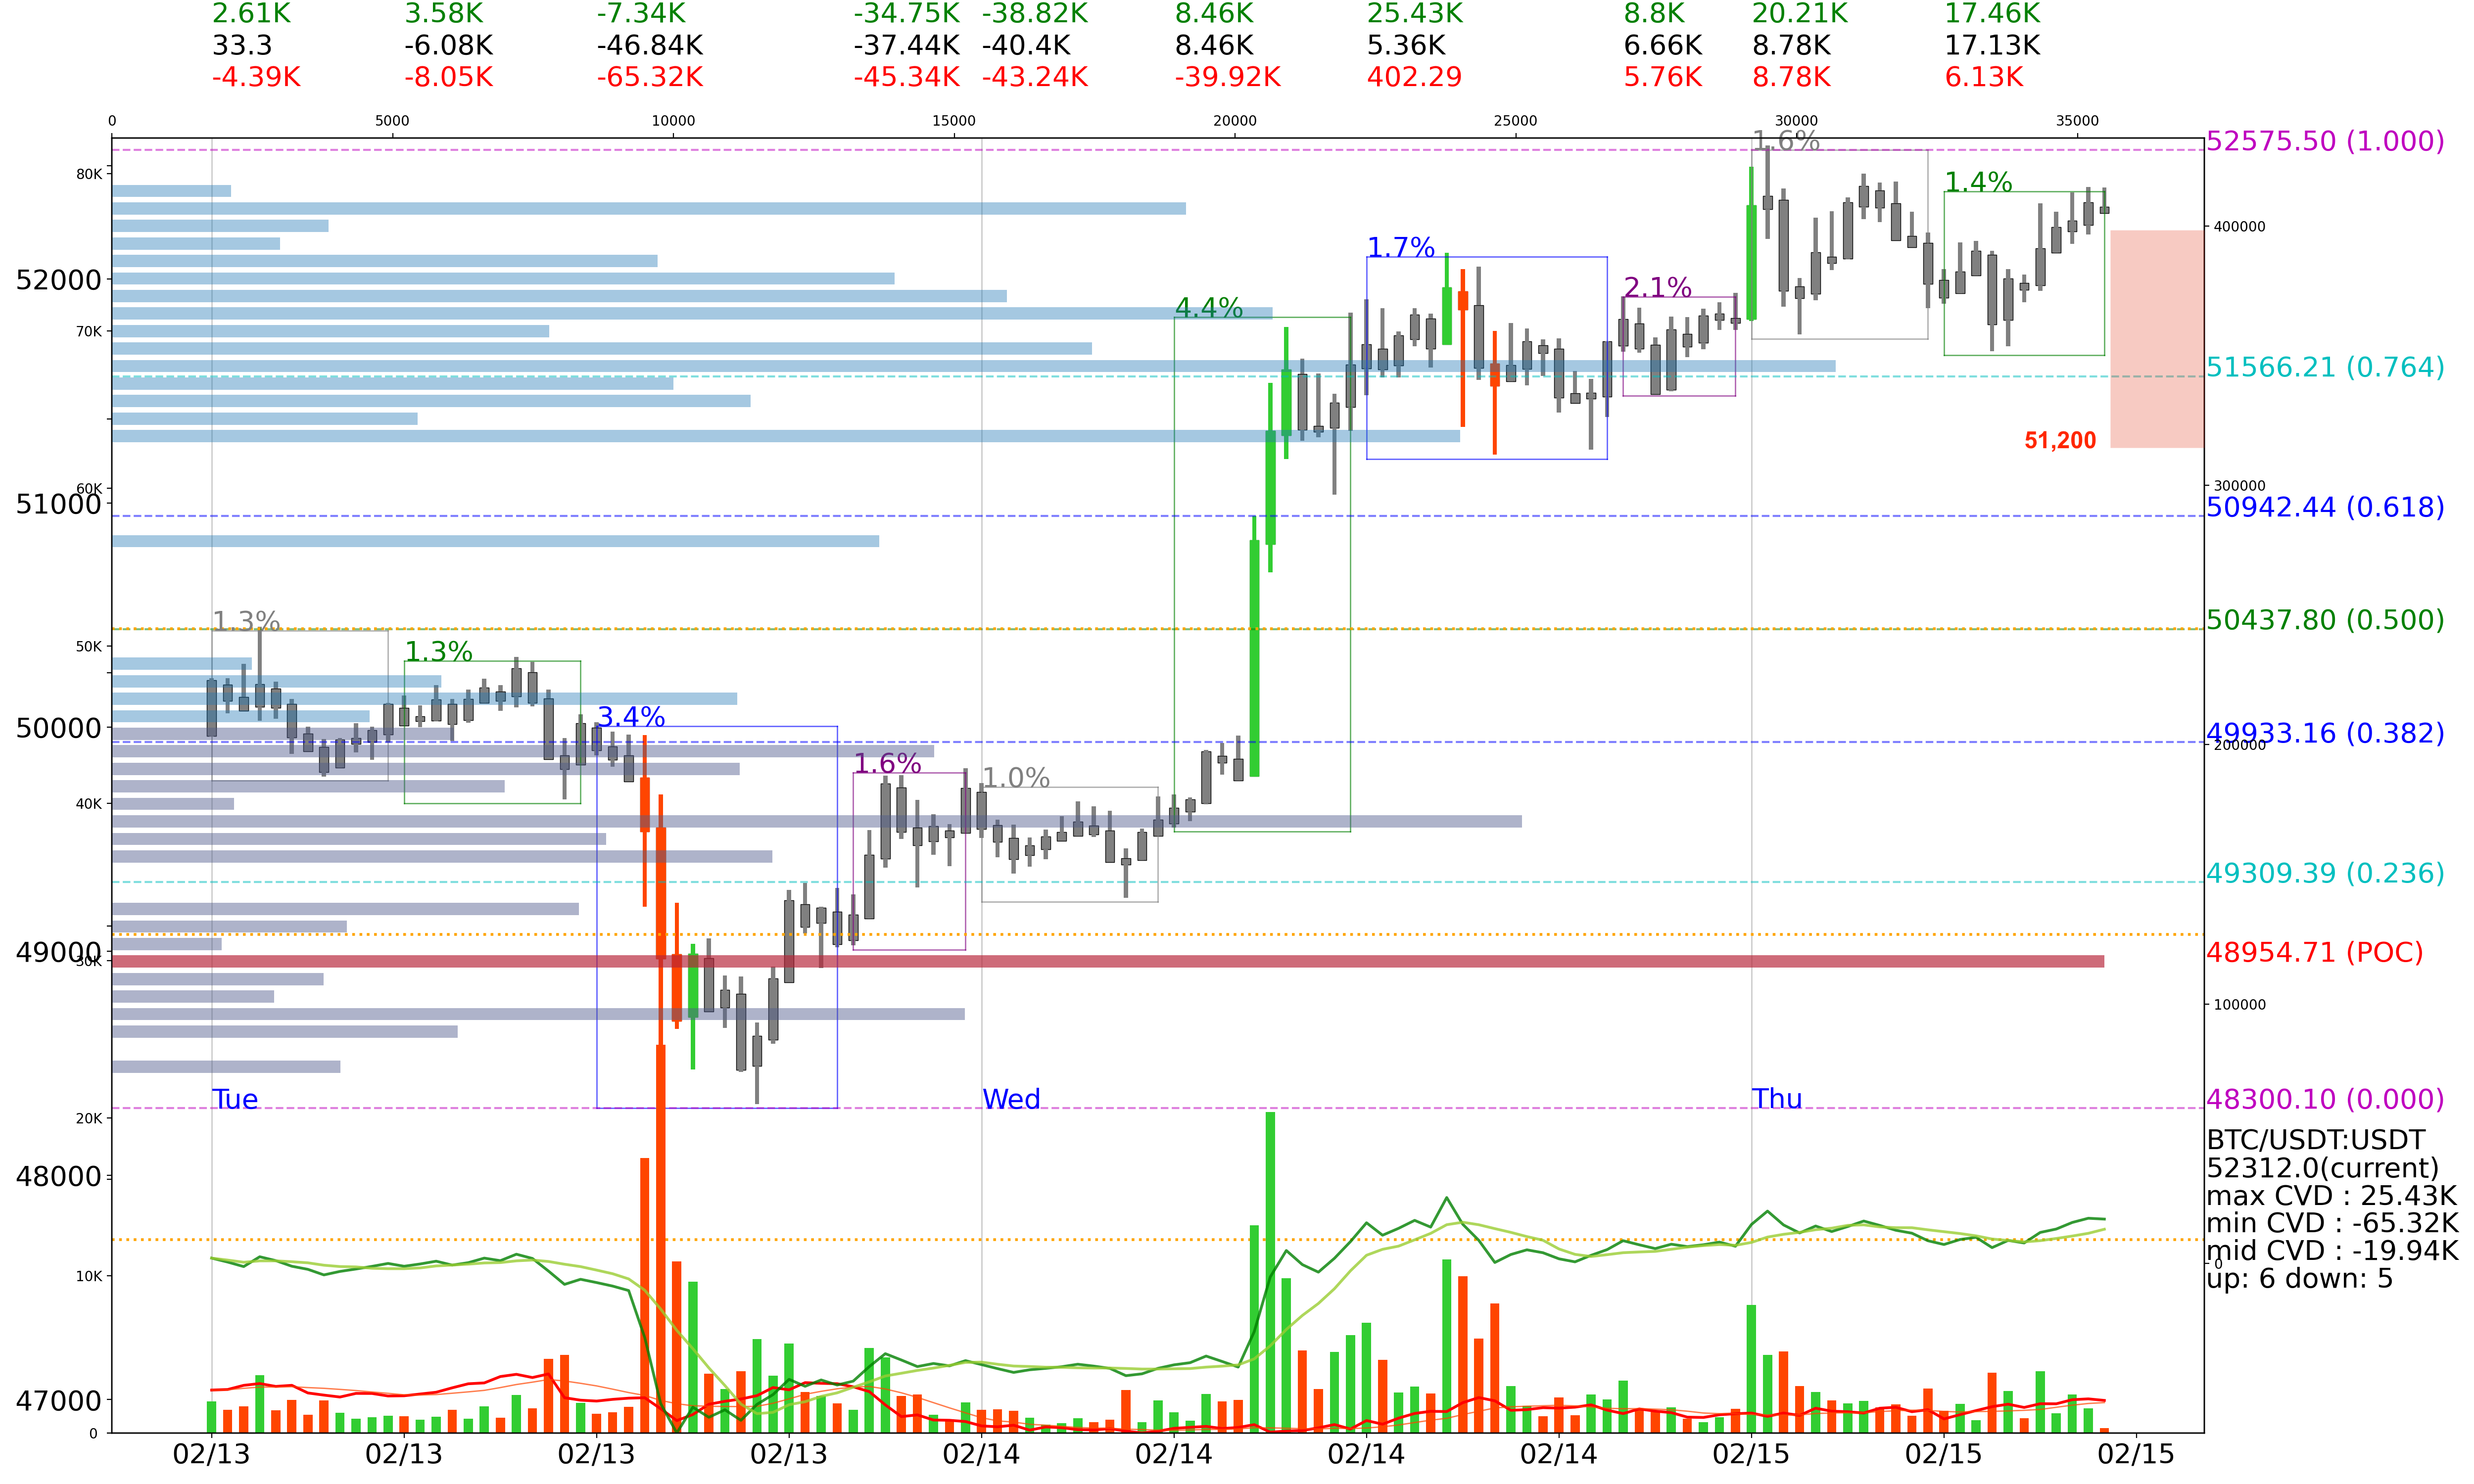 2.61K 3.58K -7.34K -34.75K -38.82K 8.46K 25.43K 8.8K 20.21K 17.46K
33.3 -6.08K -46.84K -37.44K -40.4K 8.46K 5.36K 6.66K 8.78K 17.13K
-4.39K -8.05K -65.32K -45.34K -43.24K -39.92K 402.29 5.76K 8.78K 6.13K
0 5000 10000 15000 20000 25000 30000 35000
1.6% 52575.50 (1.000)
80K
1.4%
400000
1.7%
52000
2.1%
4.4%
70K
51566.21 (0.764)
51,200
60K 300000
51000 50942.44 (0.618)
1.3% 50437.80 (0.500)
50K 1.3%
3.4%
50000 49933.16 (0.382)
200000
1.6%
1.0%
40K
49309.39 (0.236)
49000 48954.71 (POC)
30K
100000
Tue Wed Thu 48300.10 (0.000)
20K
BTC/USDT:USDT
48000 52312.0(current)
max CVD : 25.43K
min CVD : -65.32K
mid CVD : -19.94K
0
10K up: 6 down: 5
47000
0
02/13 02/13 02/13 02/13 02/14 02/14 02/14 02/14 02/15 02/15 02/15